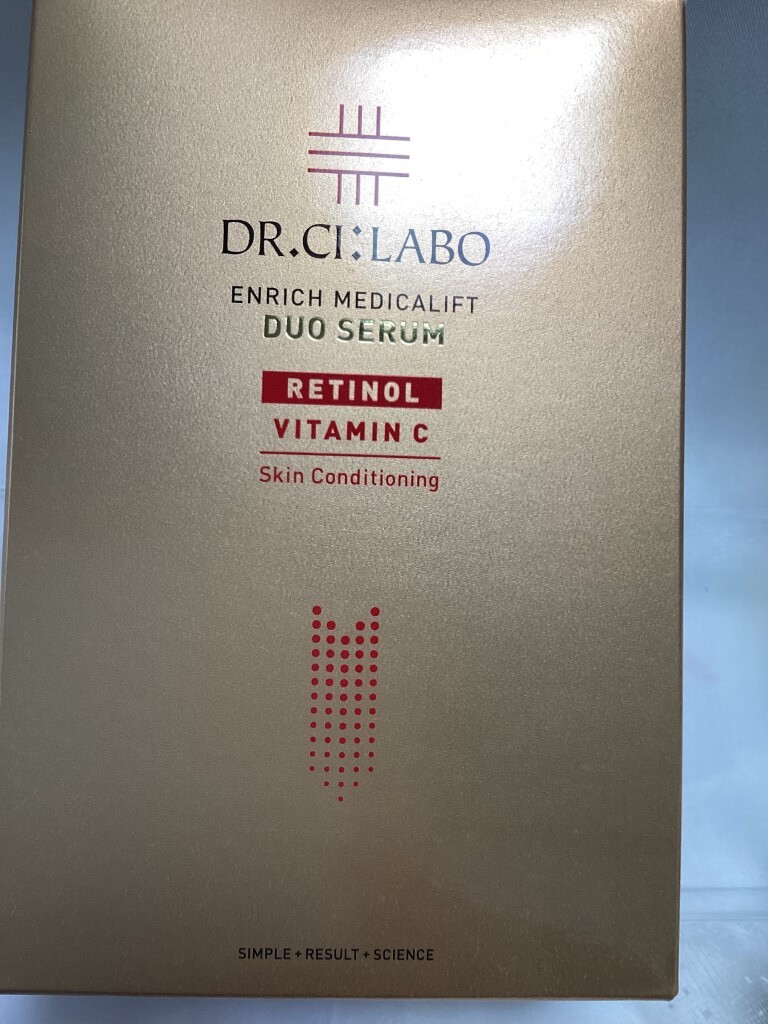 DR.CI:LABO
ENRICH MEDICALIFT
DUO SERUM
RETINOL
VITAMIN C
Skin Conditioning
SIMPLE + RESULT + SCIENCE